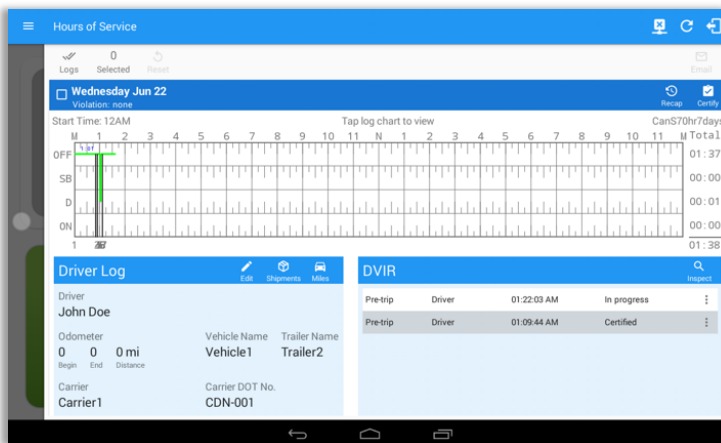 Hours of Service
Logs
0
Selected
Reset
Email
Wednesday Jun 22
Violation: none
Recap
Certify
Start Time: 12AM
Tap log chart to view
CanS70hr7days
M 1 2 3 4 5 6 7 8 9 10 11 N 1 2 3 4 5 6 7 8 9 10 11 M Total
OFF 01:37
SB 00:00
D 00:01
ON 00:00
1
01:38
Driver Log
Edit
Shipments
Miles
Driver
John Doe
Odometer
Vehicle Name
Trailer Name
0 0 0 mi
Vehicle1
Trailer2
Begin End Distance
Carrier
Carrier DOT No.
Carrier1
CDN-001
DVIR
Inspect
Pre-trip Driver 01:22:03 AM In progress
Pre-trip Driver 01:09:44 AM Certified